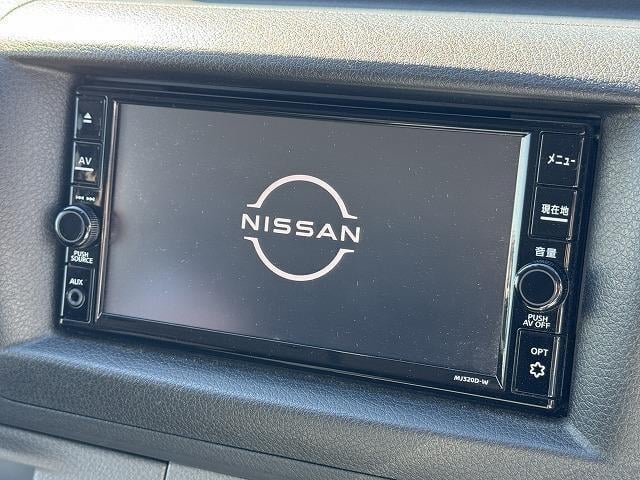 AV
PUSH
SOURCE
AUX
NISSAN
メニュー
現在地
音量
PUSH
AV OFF
OPT
MJ320D-W